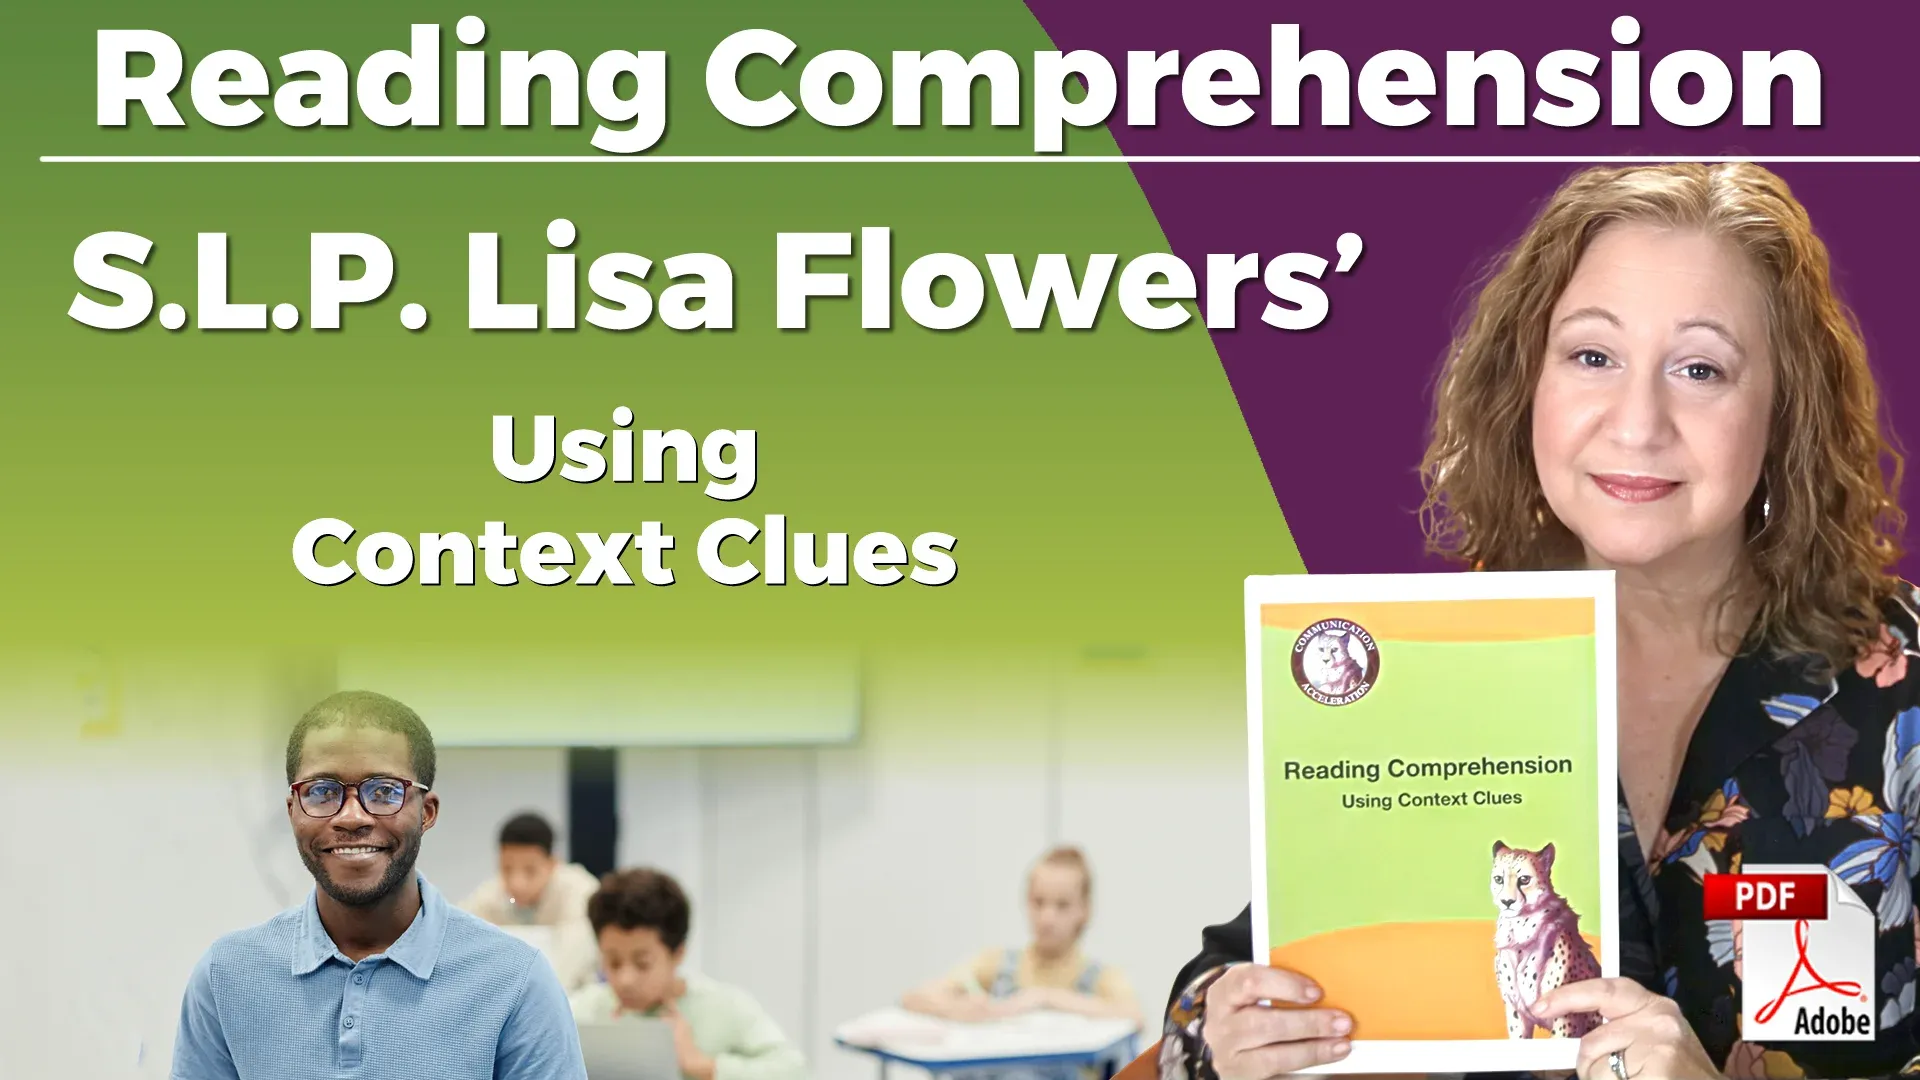 Reading Comprehension
S.L.P. Lisa Flowers’
Using
Context Clues
COMMUNICATION
ACCELERATION
Reading Comprehension
Using Context Clues
PDF
Adobe